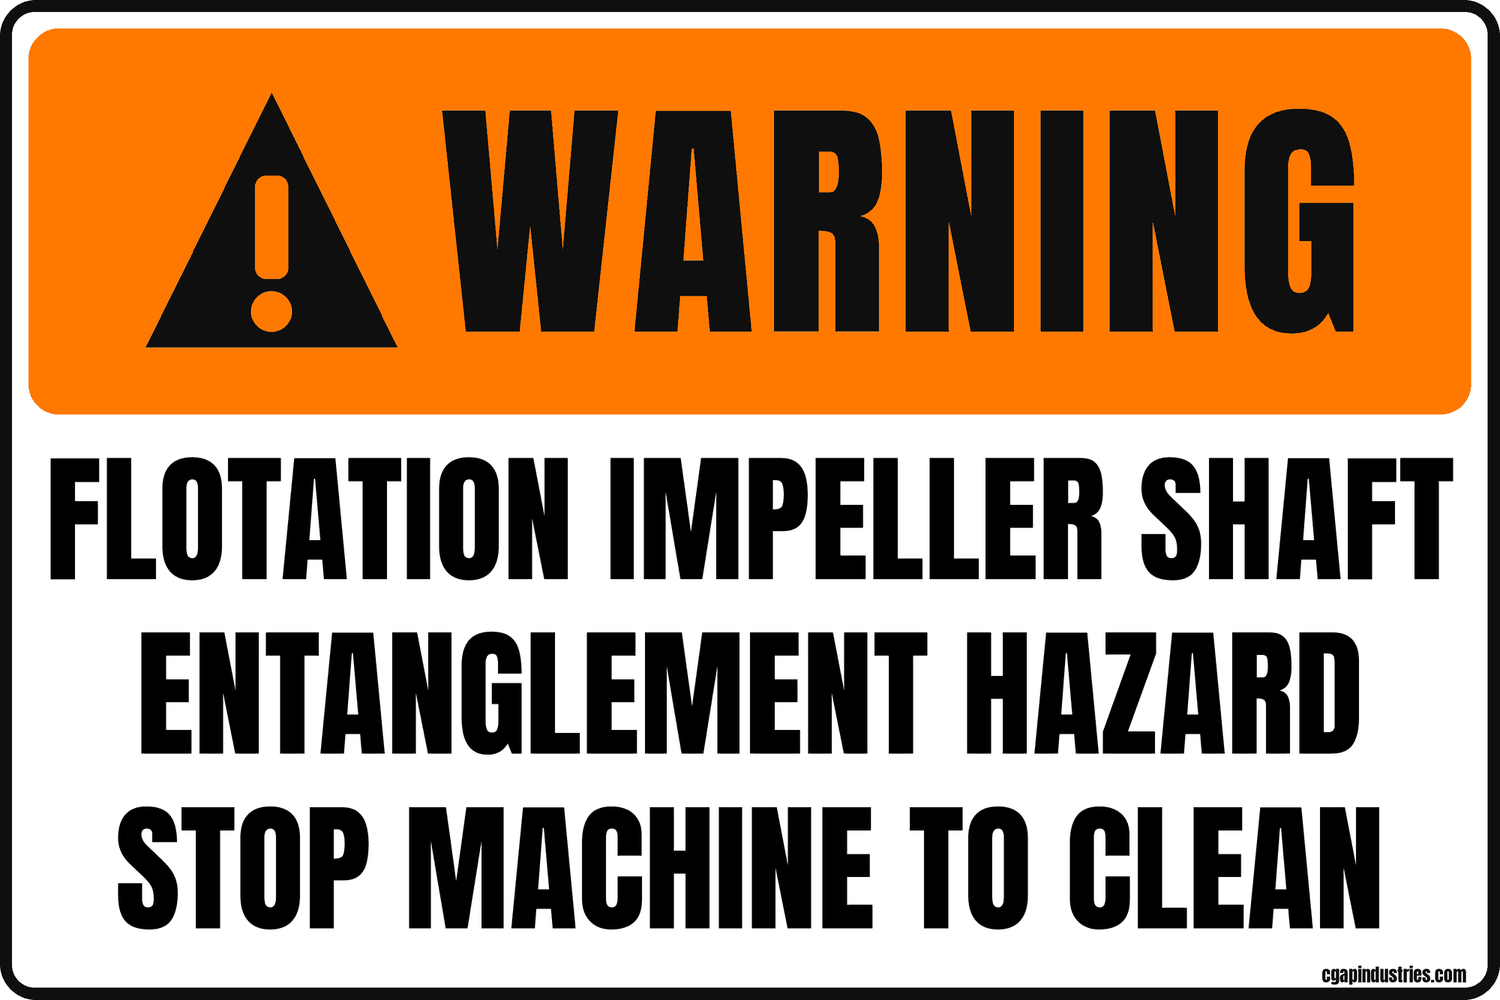 WARNING
FLOTATION IMPELLER SHAFT
ENTANGLEMENT HAZARD
STOP MACHINE TO CLEAN
cgapindustries.com